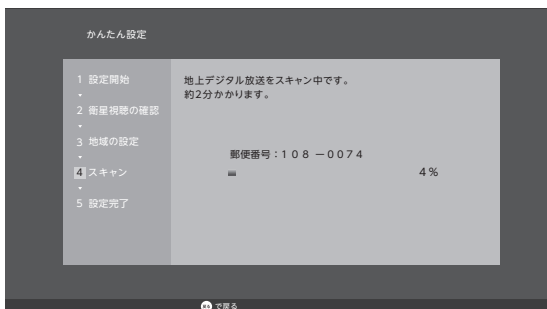 かんたん設定
1 設定開始
2 衛星視聴の確認
3 地域の設定
4 スキャン
5 設定完了
地上デジタル放送をスキャン中です。
約2分かかります。
郵便番号：１０８－００７４
4%
戻る で戻る